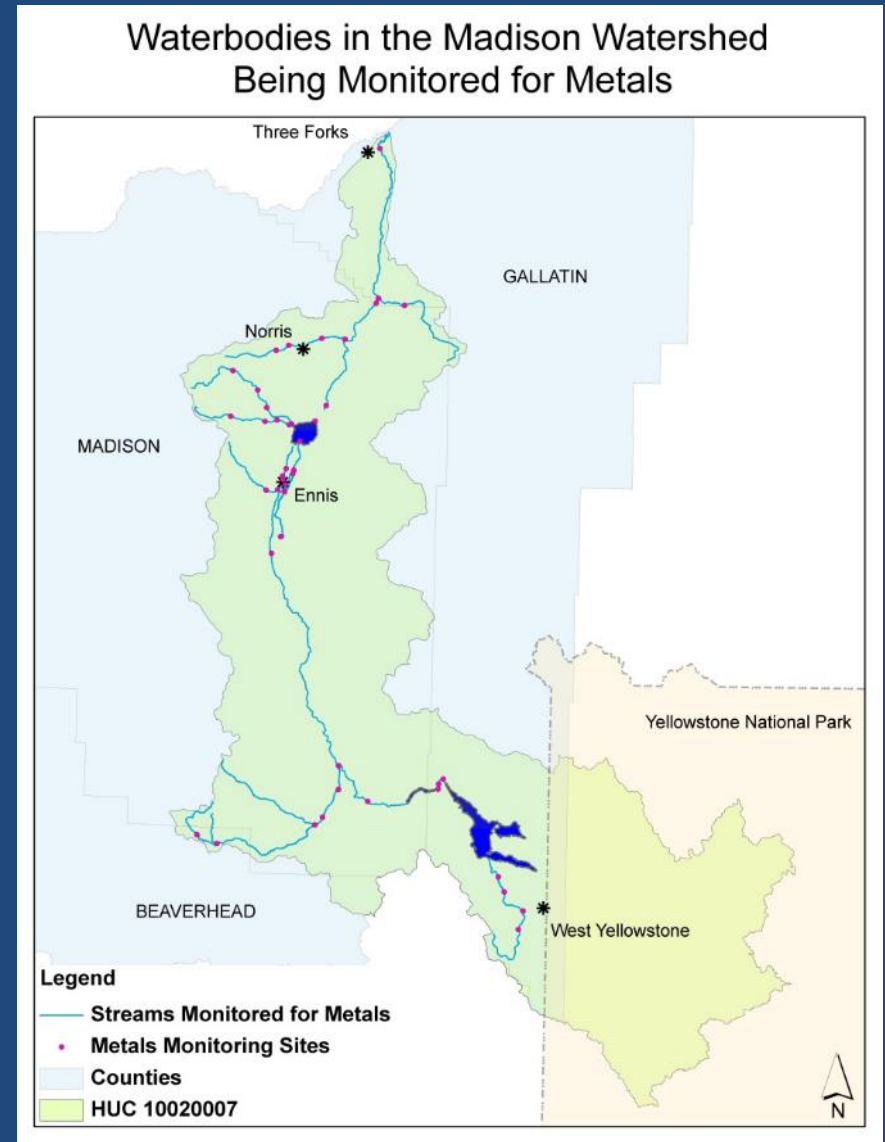 Waterbodies in the Madison Watershed
Being Monitored for Metals
Three Forks
GALLATIN
Norris
MADISON
Ennis
Yellowstone National Park
BEAVERHEAD
West Yellowstone
Legend
Streams Monitored for Metals
Metals Monitoring Sites
Counties
HUC 10020007
N